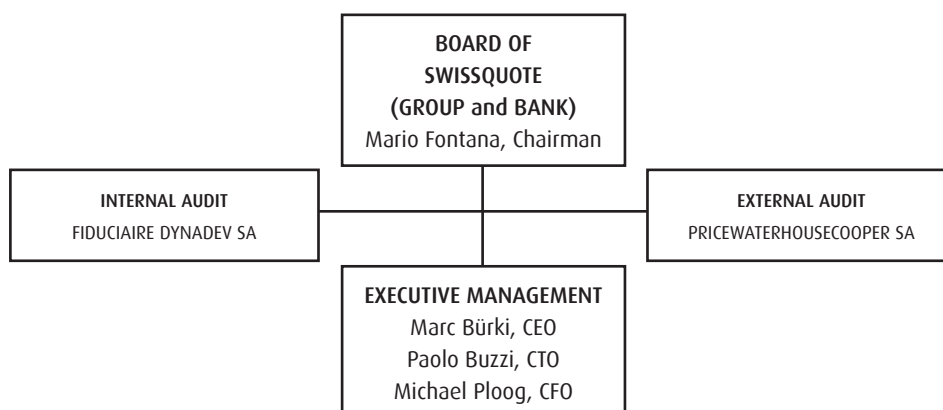 BOARD OF
SWISSQUOTE
(GROUP and BANK)
Mario Fontana, Chairman
INTERNAL AUDIT
FIDUCIAIRE DYNADEV SA
EXTERNAL AUDIT
PRICEWATERHOUSECOOPER SA
EXECUTIVE MANAGEMENT
Marc Bürki, CEO
Paolo Buzzi, CTO
Michael Ploog, CFO